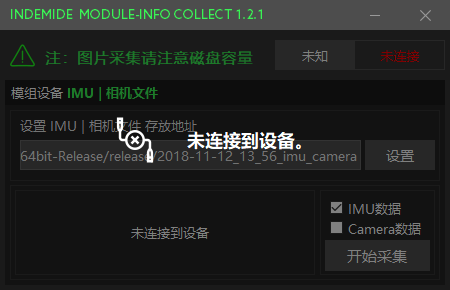 INDEMIDE MODULE-INFO COLLECT 1.2.1
注：图片采集请注意磁盘容量
未知
未连接
模组设备 IMU | 相机文件
设置 IMU | 相机文件 存放地址
未连接到设备。
64bit-Release/release/2018-11-12_13_56_imu_camera
设置
未连接到设备
IMU数据
Camera数据
开始采集